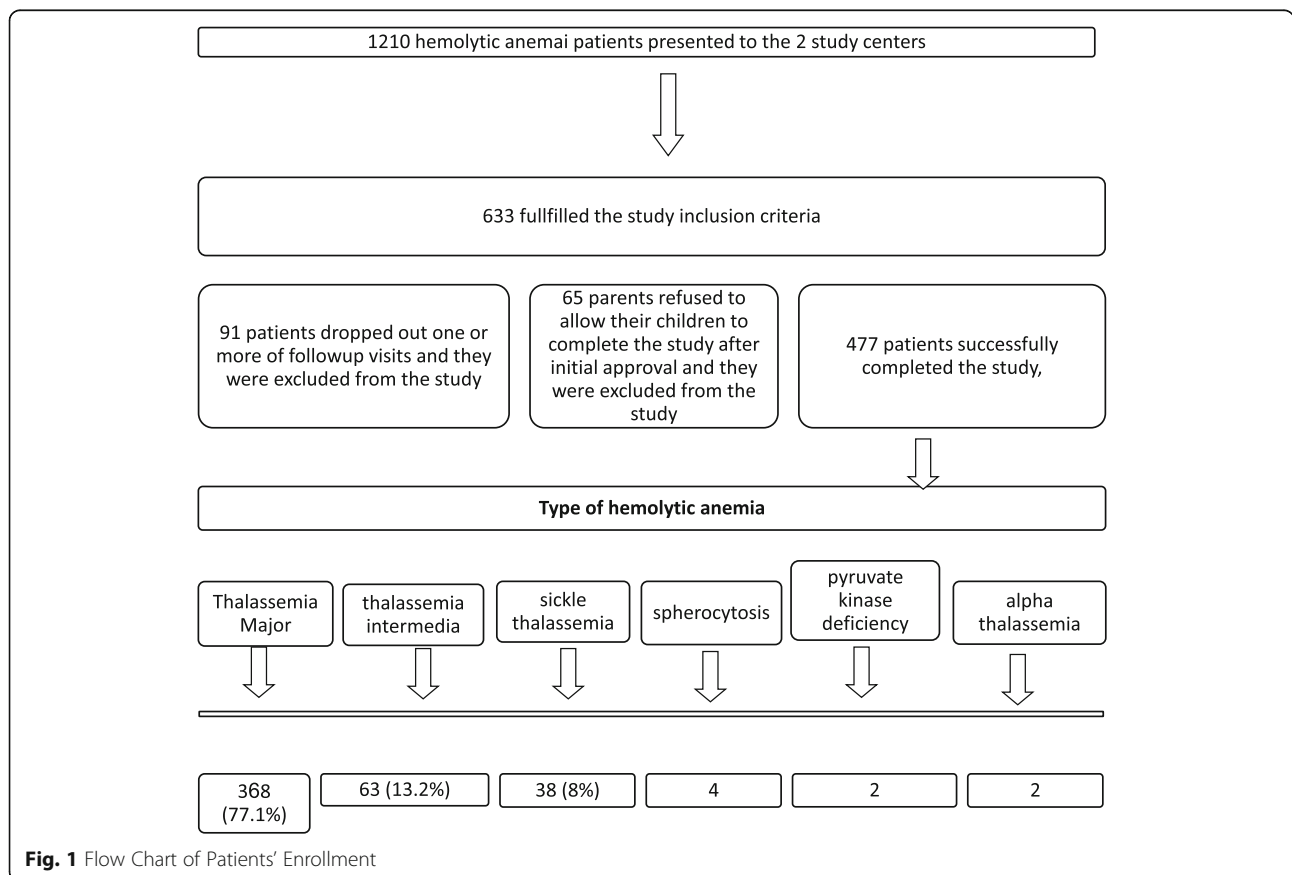 1210 hemolytic anemai patients presented to the 2 study centers
633 fullfilled the study inclusion criteria
91 patients dropped out one or
more of followup visits and they
were excluded from the study
65 parents refused to
allow their children to
complete the study after
initial approval and they
were excluded from the
study
477 patients successfully
completed the study,
Type of hemolytic anemia
Thalassemia
Major
thalassemia
intermedia
sickle
thalassemia
spherocytosis
pyruvate
kinase
deficiency
alpha
thalassemia
368
(77.1%)
63 (13.2%)
38 (8%)
4
2
2
Fig. 1 Flow Chart of Patients' Enrollment